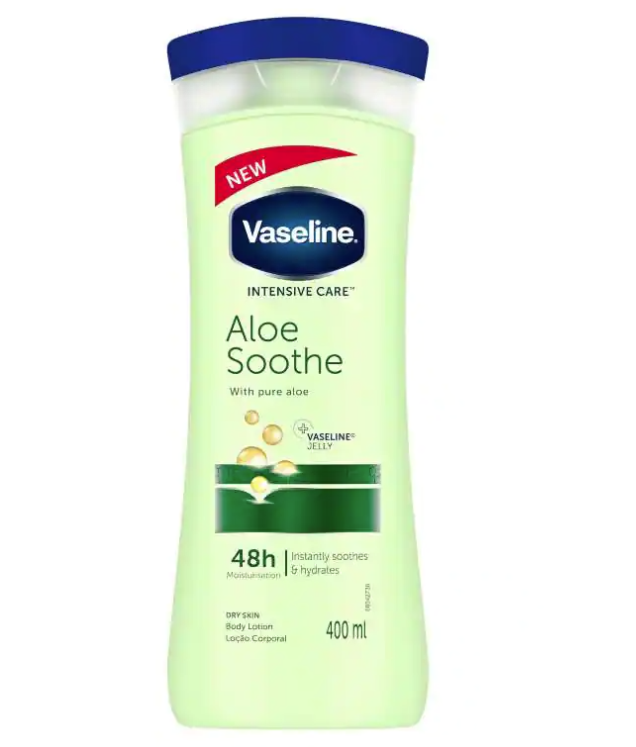 NEW
Vaseline.
INTENSIVE CARE™
Aloe
Soothe
With pure aloe
VASELINE®
JELLY
48h
Moisturisation
Instantly soothes
& hydrates
DRY SKIN
Body Lotion
Loção Corporal
400 ml